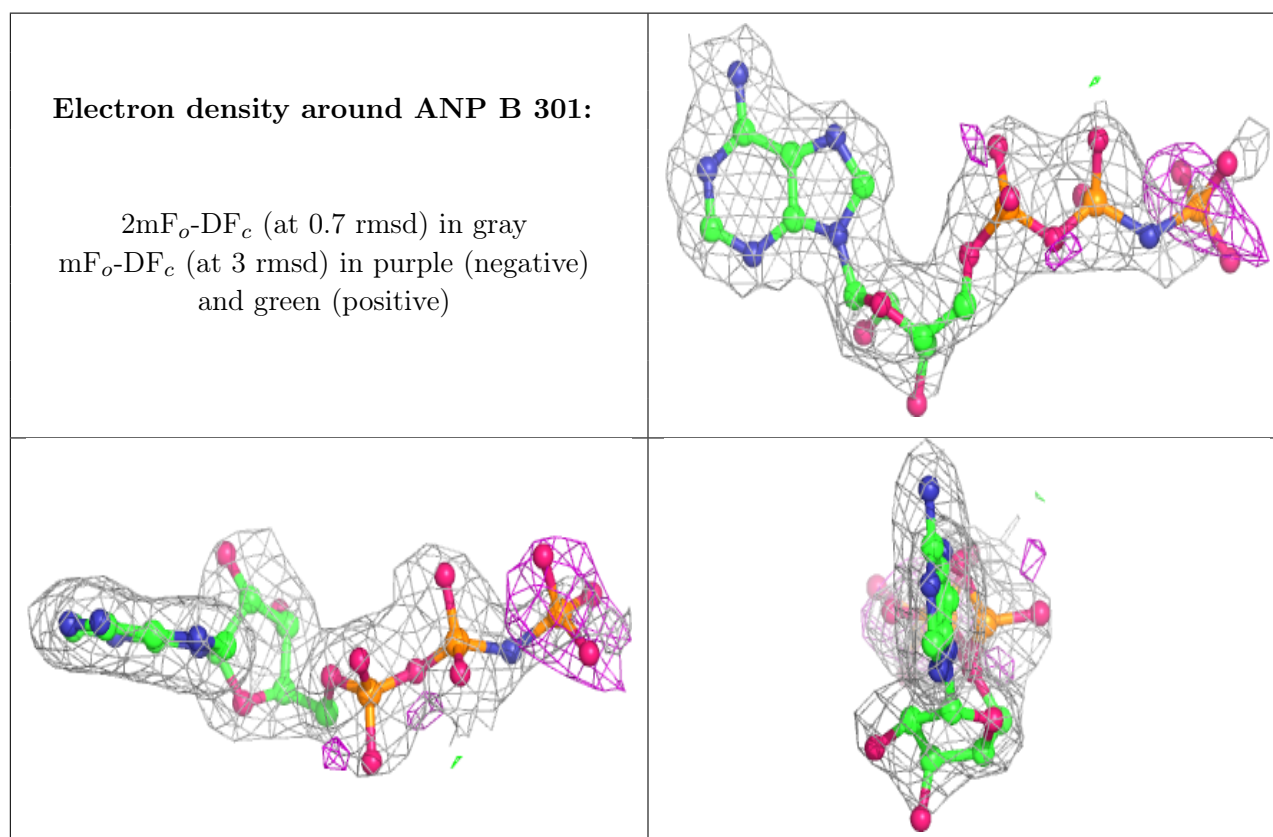 Electron density around ANP B 301:
2mFₒ-DF𝒸 (at 0.7 rmsd) in gray
mFₒ-DF𝒸 (at 3 rmsd) in purple (negative)
and green (positive)